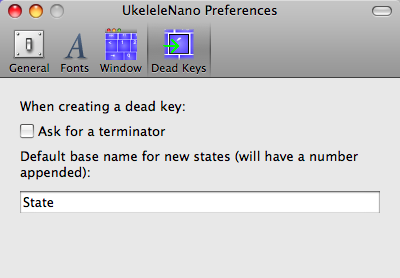 UkeleleNano Preferences
General Fonts Window Dead Keys
When creating a dead key:
Ask for a terminator
Default base name for new states (will have a number
appended):
State